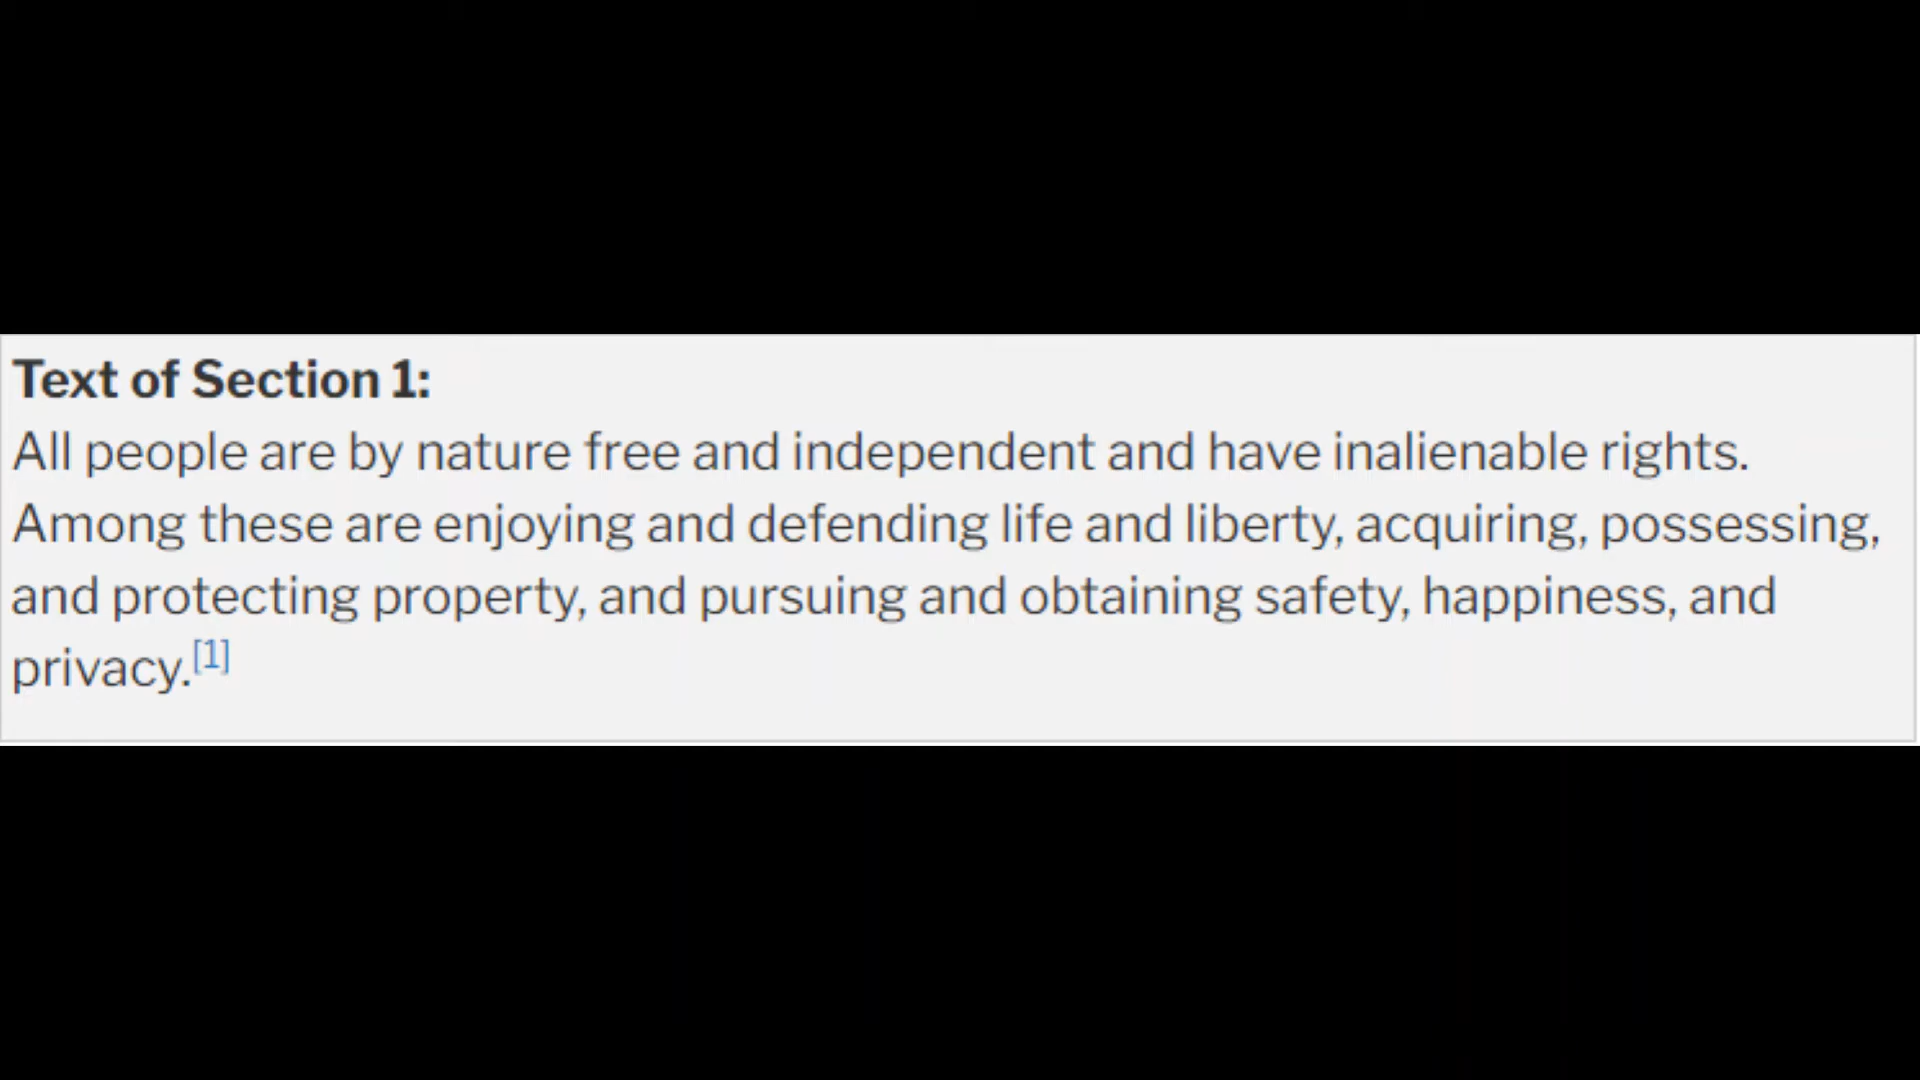 Text of Section 1:
All people are by nature free and independent and have inalienable rights.
Among these are enjoying and defending life and liberty, acquiring, possessing,
and protecting property, and pursuing and obtaining safety, happiness, and
privacy.[1]